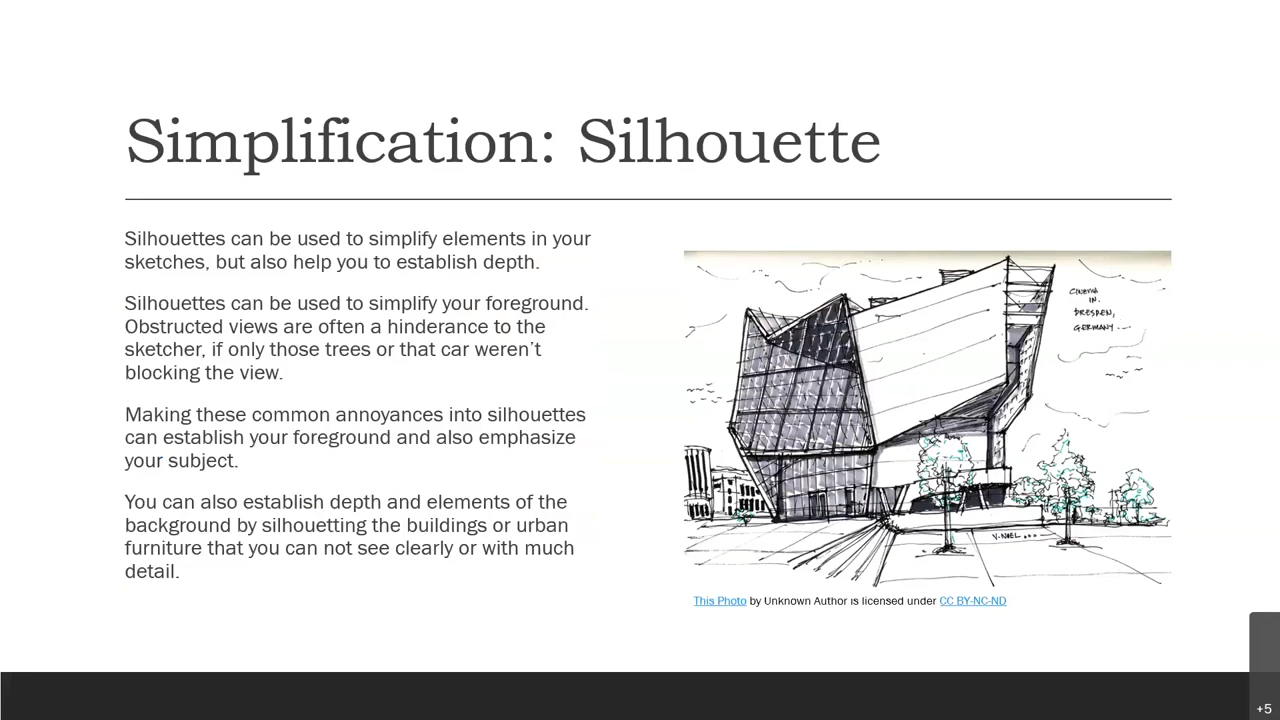 Simplification: Silhouette
Silhouettes can be used to simplify elements in your
sketches, but also help you to establish depth.
Silhouettes can be used to simplify your foreground.
Obstructed views are often a hinderance to the
sketcher, if only those trees or that car weren’t
blocking the view.
Making these common annoyances into silhouettes
can establish your foreground and also emphasize
your subject.
You can also establish depth and elements of the
background by silhouetting the buildings or urban
furniture that you can not see clearly or with much
detail.
CINEMA
IN.
DRESDEN,
GERMANY...
V.NOEL...
This Photo by Unknown Author is licensed under CC BY-NC-ND
+5